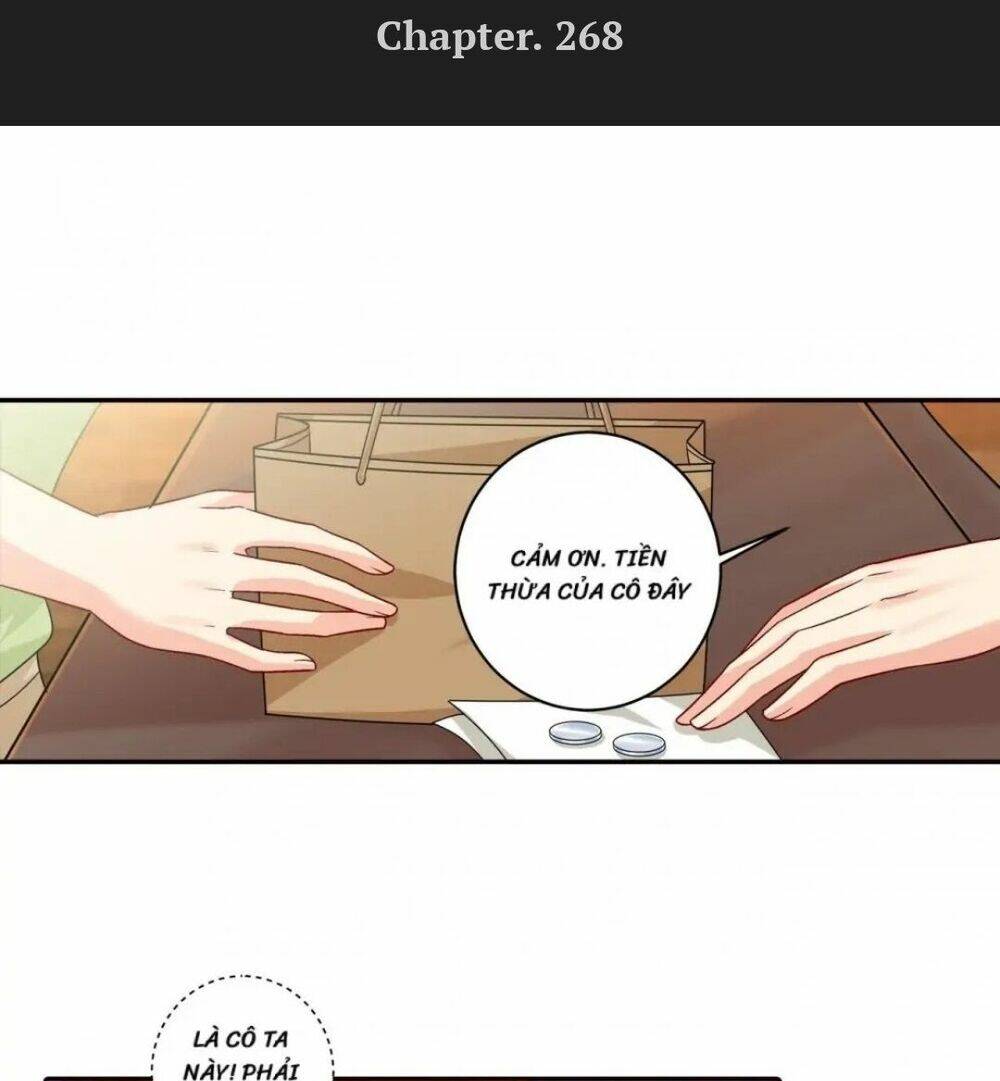 Chapter. 268
CẢM ƠN. TIỀN
THỪA CỦA CÔ ĐÂY
LÀ CÔ TA
NÀY! PHẢI